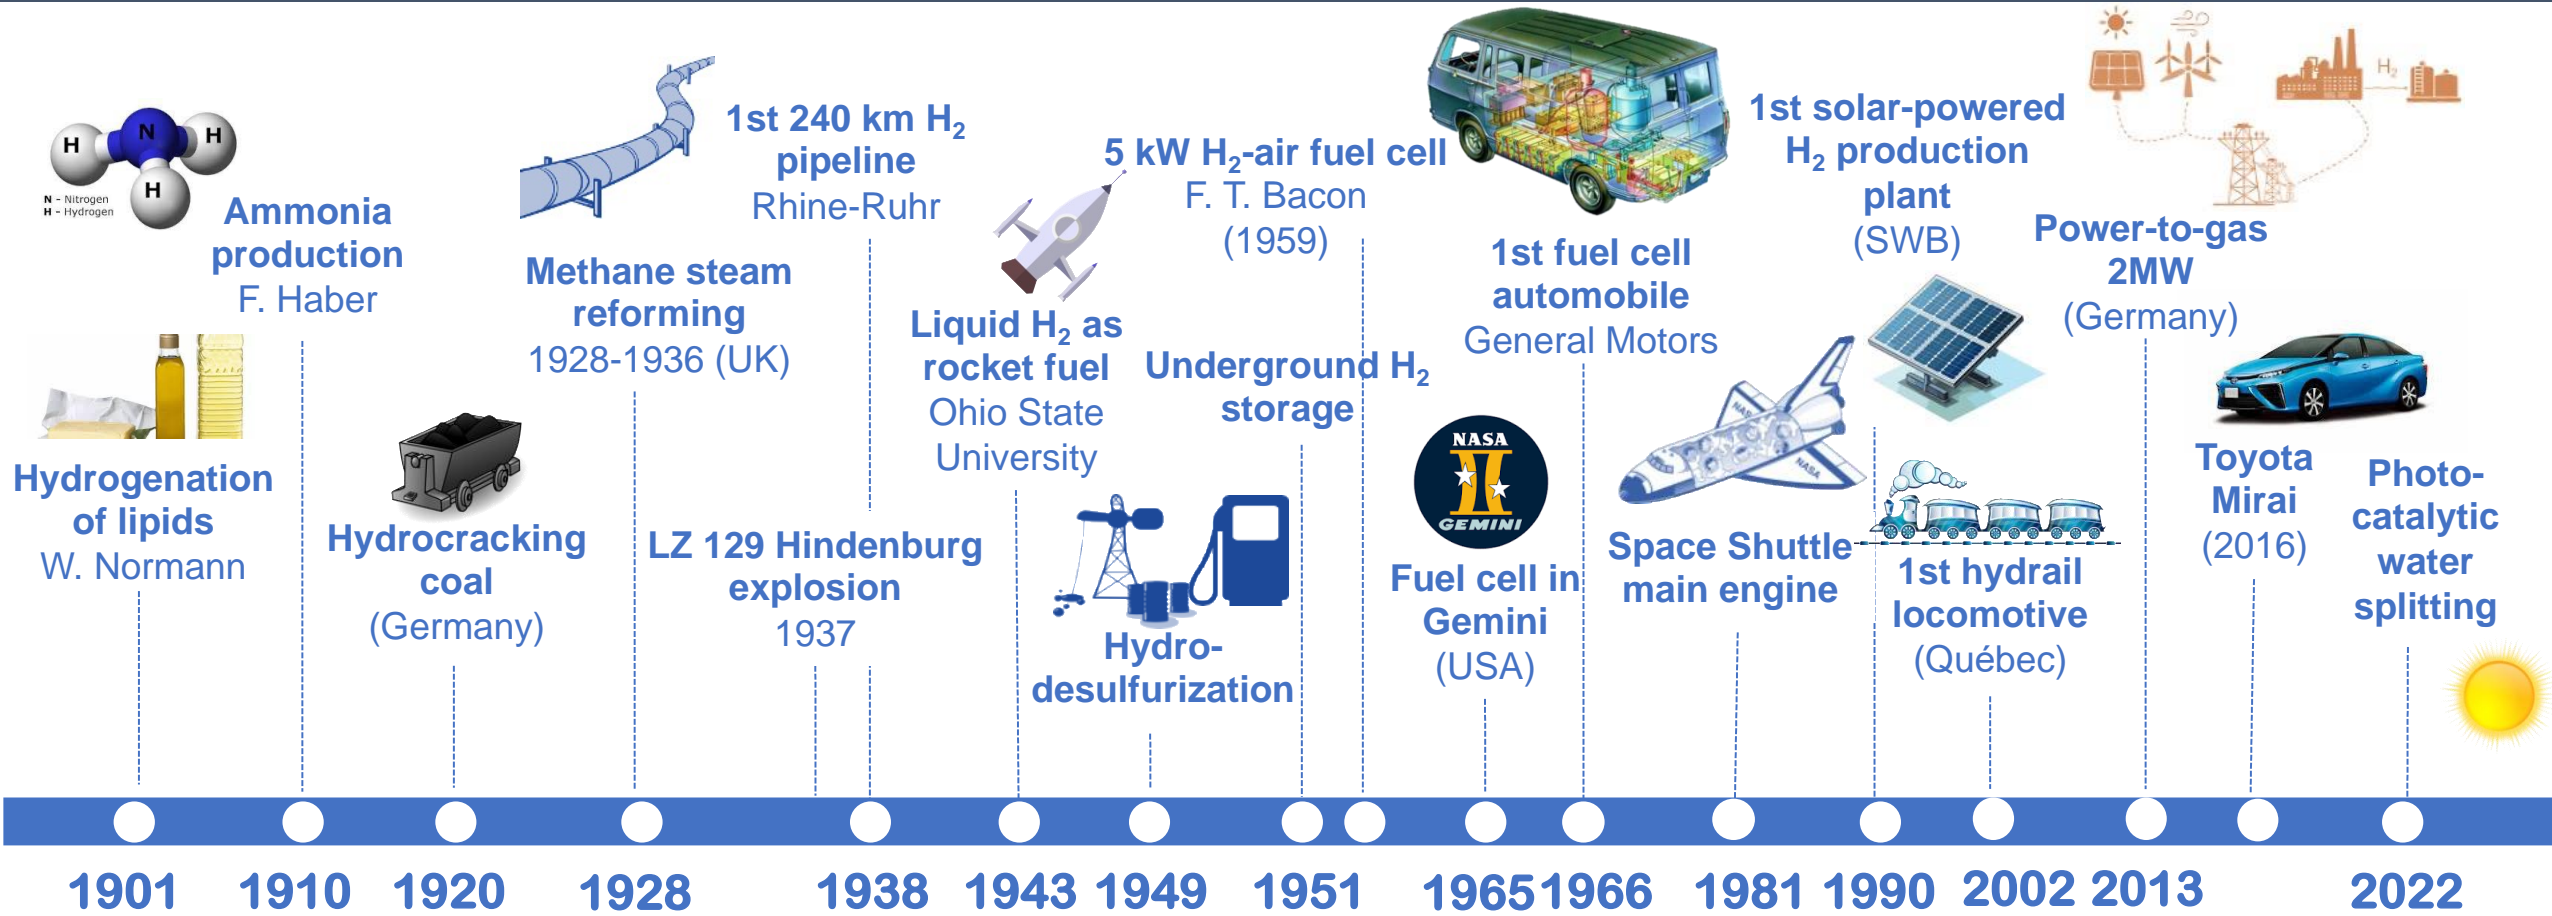 N
H
H
H
N - Nitrogen
H - Hydrogen
Ammonia
production
F. Haber
Hydrogenation
of lipids
W. Normann
Hydrocracking
coal
(Germany)
Methane steam
reforming
1928-1936 (UK)
1st 240 km H₂
pipeline
Rhine-Ruhr
LZ 129 Hindenburg
explosion
1937
Liquid H₂ as
rocket fuel
Ohio State
University
Hydro-
desulfurization
5 kW H₂-air fuel cell
F. T. Bacon
(1959)
Underground H₂
storage
NASA
GEMINI
Fuel cell in
Gemini
(USA)
1st fuel cell
automobile
General Motors
NASA
NASA
Space Shuttle
main engine
1st solar-powered
H₂ production
plant
(SWB)
1st hydrail
locomotive
(Québec)
H₂
Power-to-gas
2MW
(Germany)
Toyota
Mirai
(2016)
Photo-
catalytic
water
splitting
1901
1910
1920
1928
1938
1943
1949
1951
1965
1966
1981
1990
2002
2013
2022